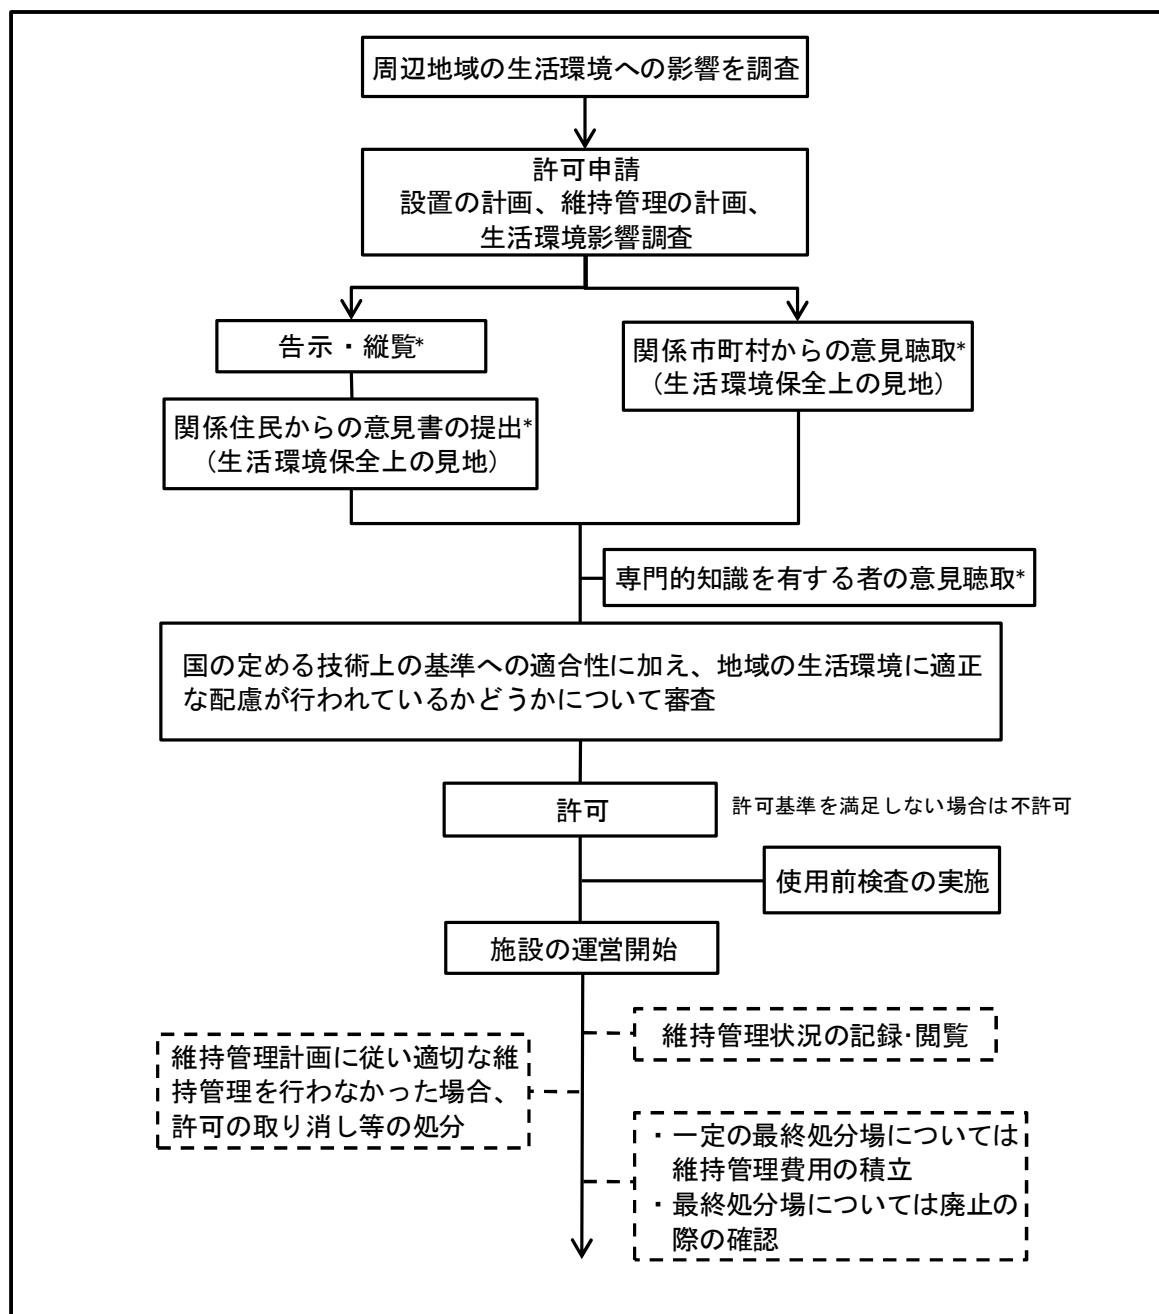 周辺地域の生活環境への影響を調査
許可申請
設置の計画、維持管理の計画、
生活環境影響調査
告示・縦覧*
関係住民からの意見書の提出*
（生活環境保全上の見地）
関係市町村からの意見聴取*
（生活環境保全上の見地）
専門的知識を有する者の意見聴取*
国の定める技術上の基準への適合性に加え、地域の生活環境に適正
な配慮が行われているかどうかについて審査
許可
許可基準を満足しない場合は不許可
使用前検査の実施
施設の運営開始
維持管理状況の記録･閲覧
維持管理計画に従い適切な維
持管理を行わなかった場合、
許可の取り消し等の処分
・一定の最終処分場については
維持管理費用の積立
・最終処分場については廃止の
際の確認